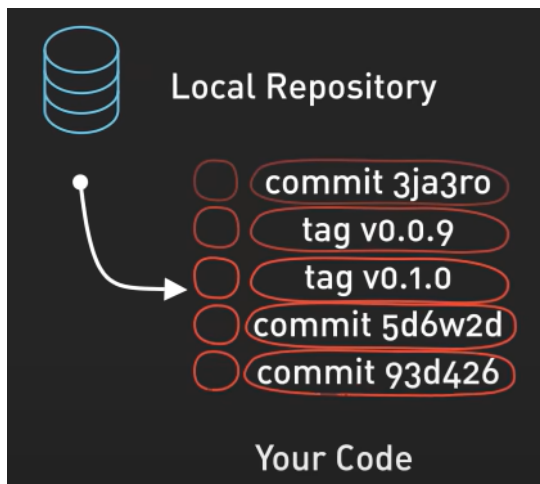 Local Repository
commit 3ja3ro
tag v0.0.9
tag v0.1.0
commit 5d6w2d
commit 93d426
Your Code